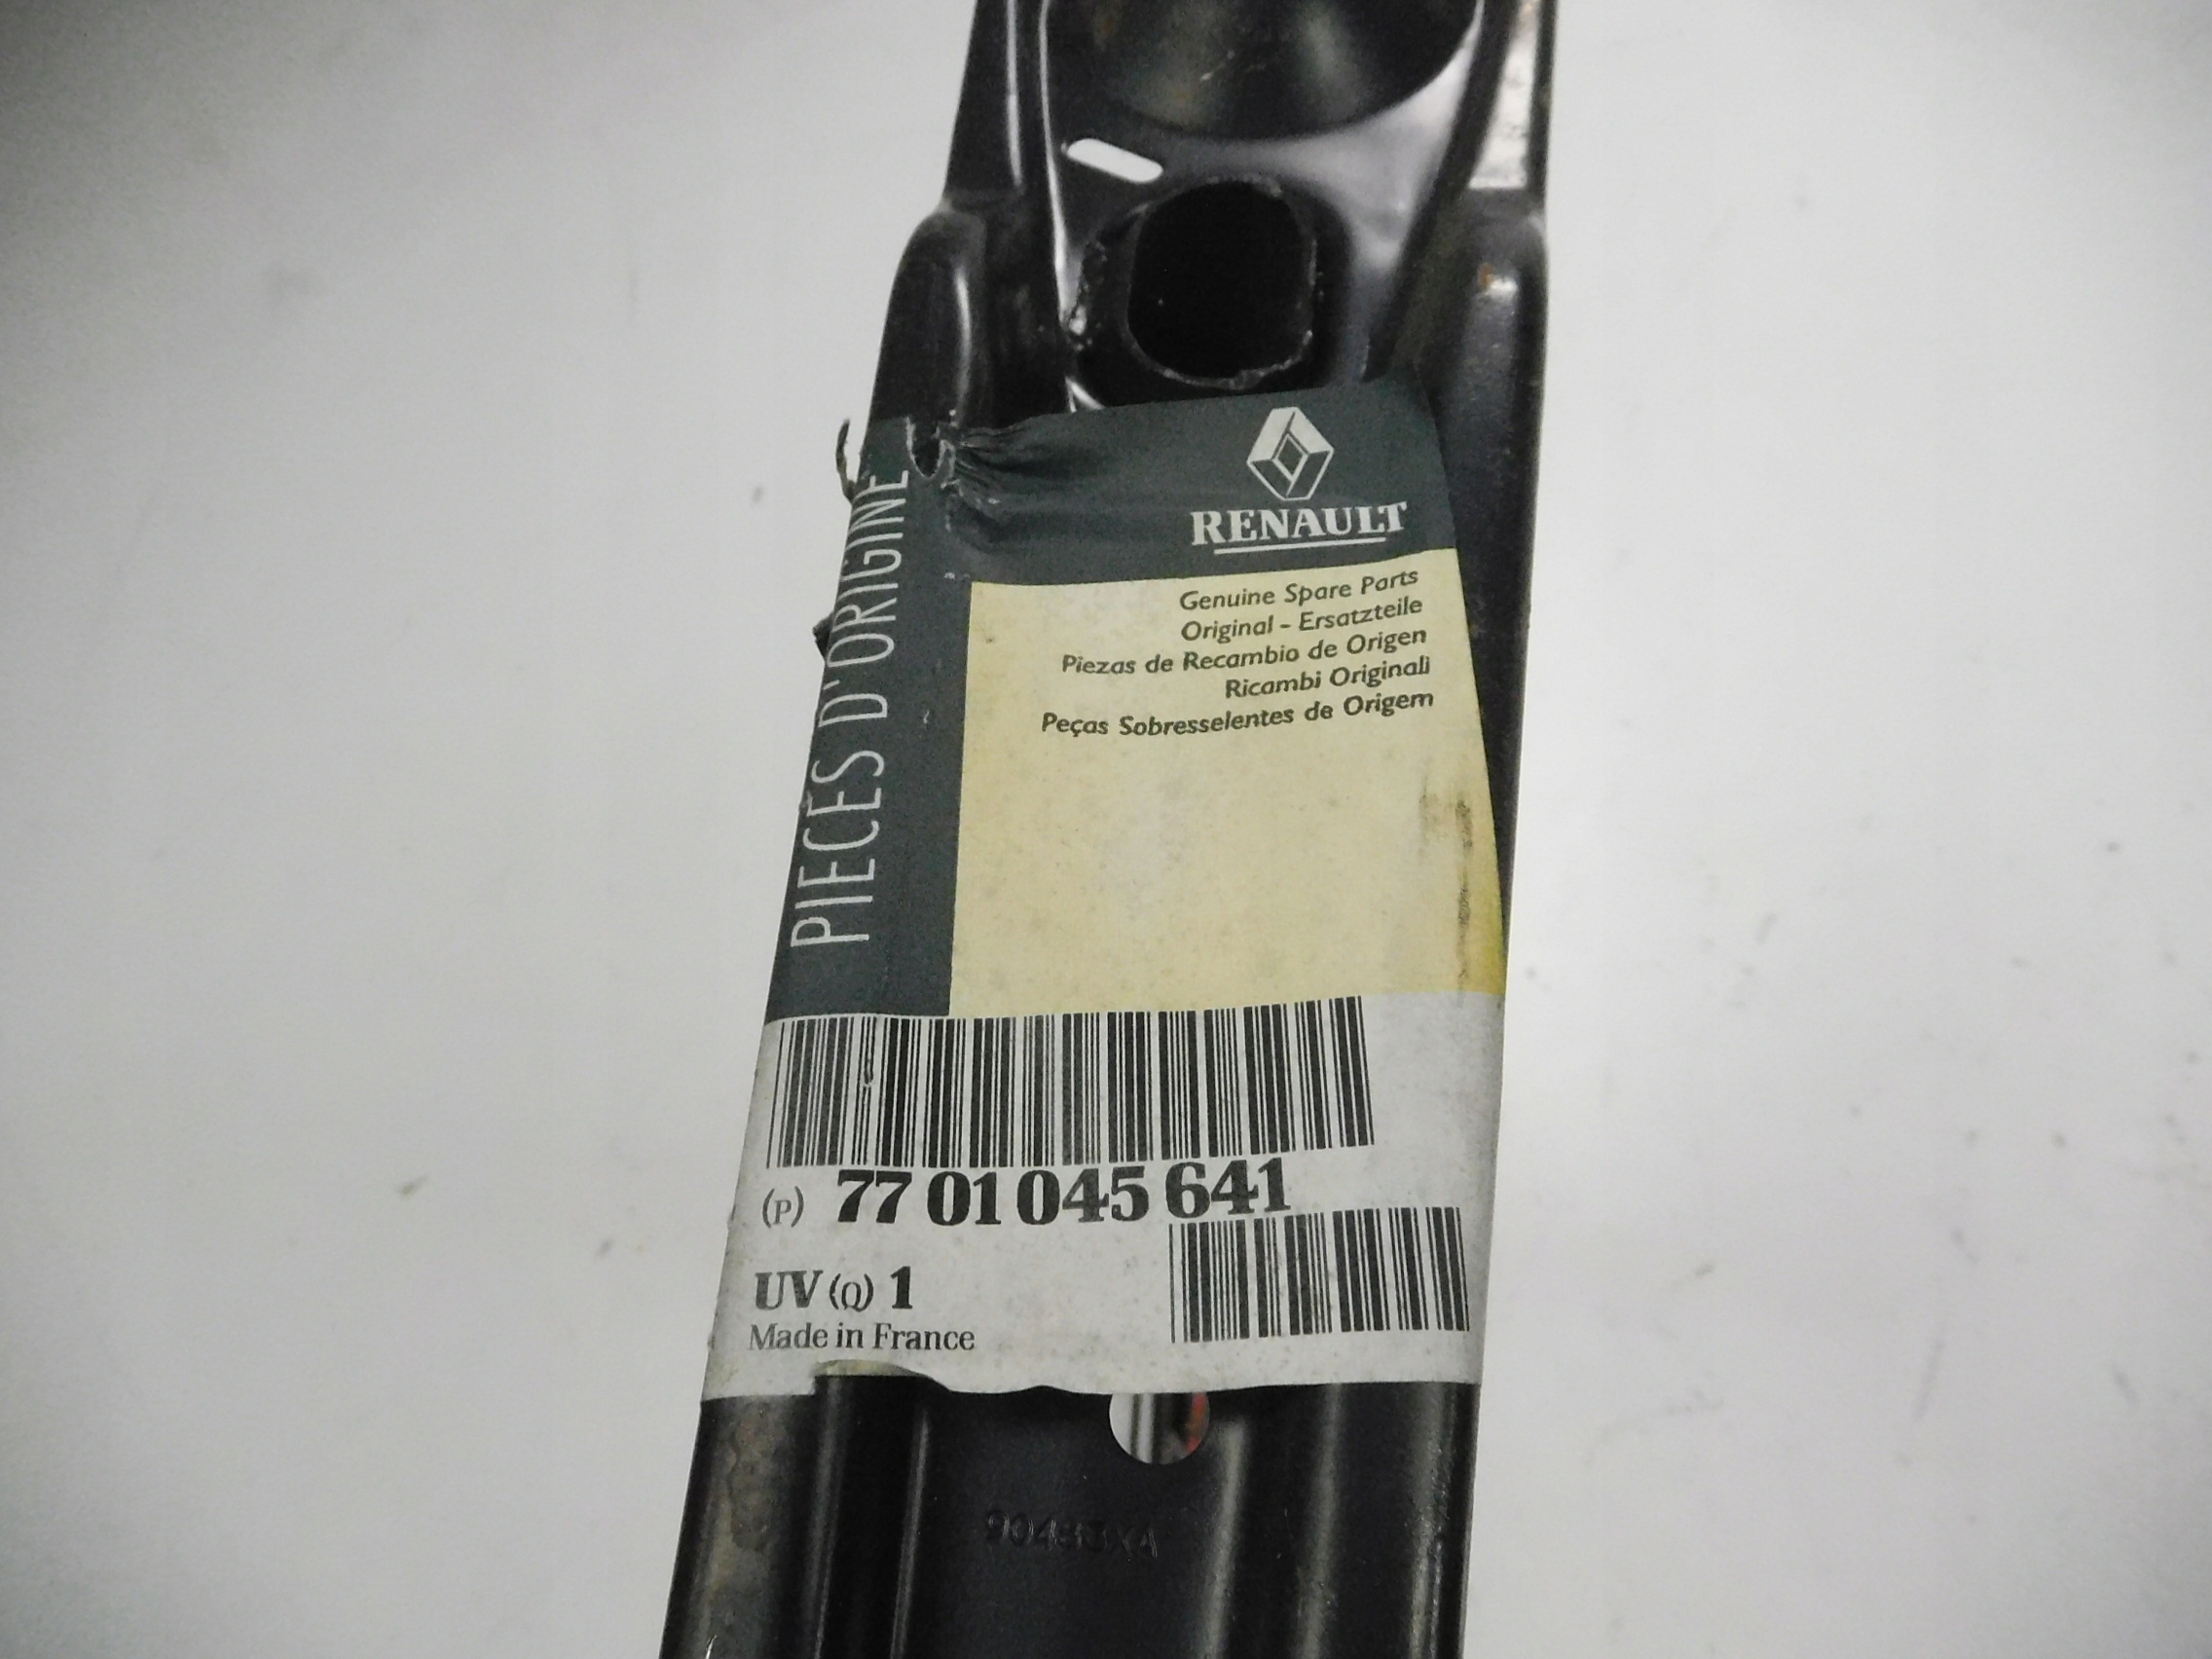 RENAULT
PIECES D'ORIGINE
Genuine Spare Parts
Original - Ersatzteile
Piezas de Recambio de Origen
Ricambi Originali
Peças Sobresselentes de Origem
(P) 77 01 045 641
UV (Q) 1
Made in France